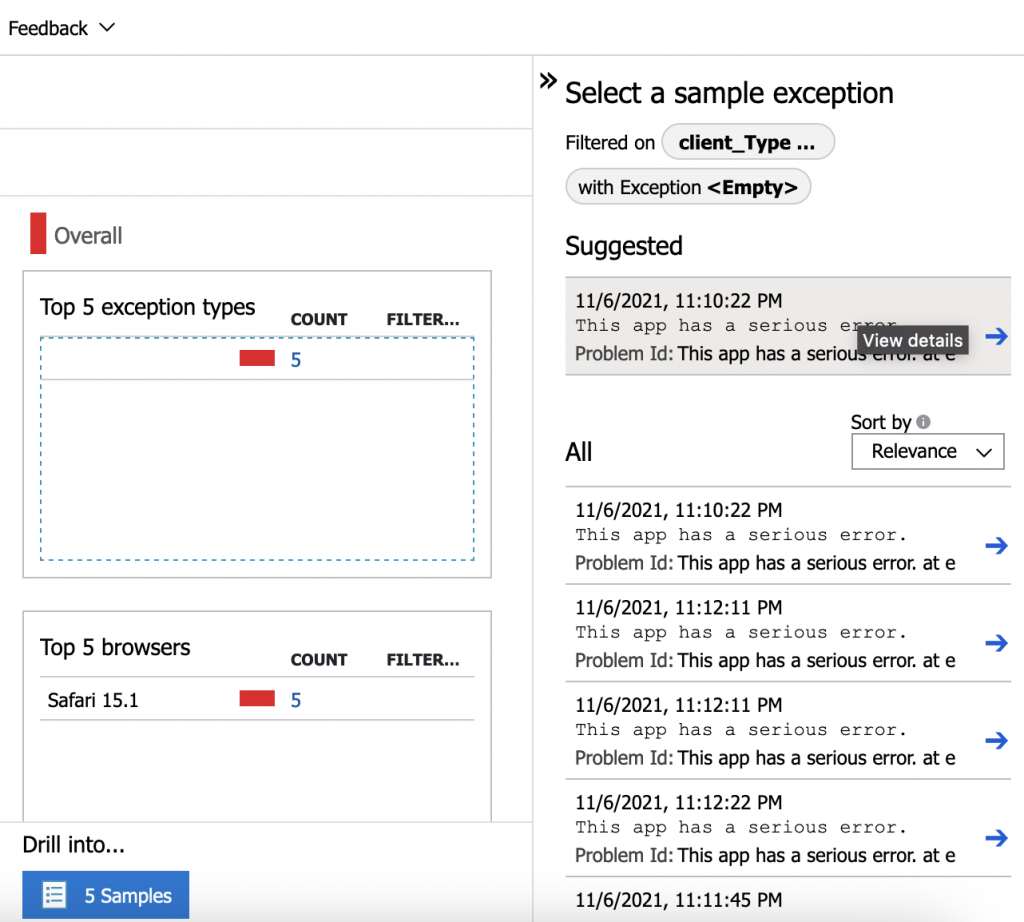 Feedback
Overall
Top 5 exception types COUNT FILTER...
5
Top 5 browsers COUNT FILTER...
Safari 15.1 5
Drill into...
5 Samples
Select a sample exception
Filtered on client_Type ...
with Exception <Empty>
Suggested
11/6/2021, 11:10:22 PM
This app has a serious error.
View details
Problem Id: This app has a serious error. at e
Sort by
All Relevance
11/6/2021, 11:10:22 PM
This app has a serious error.
Problem Id: This app has a serious error. at e
11/6/2021, 11:12:11 PM
This app has a serious error.
Problem Id: This app has a serious error. at e
11/6/2021, 11:12:11 PM
This app has a serious error.
Problem Id: This app has a serious error. at e
11/6/2021, 11:12:22 PM
This app has a serious error.
Problem Id: This app has a serious error. at e
11/6/2021, 11:11:45 PM